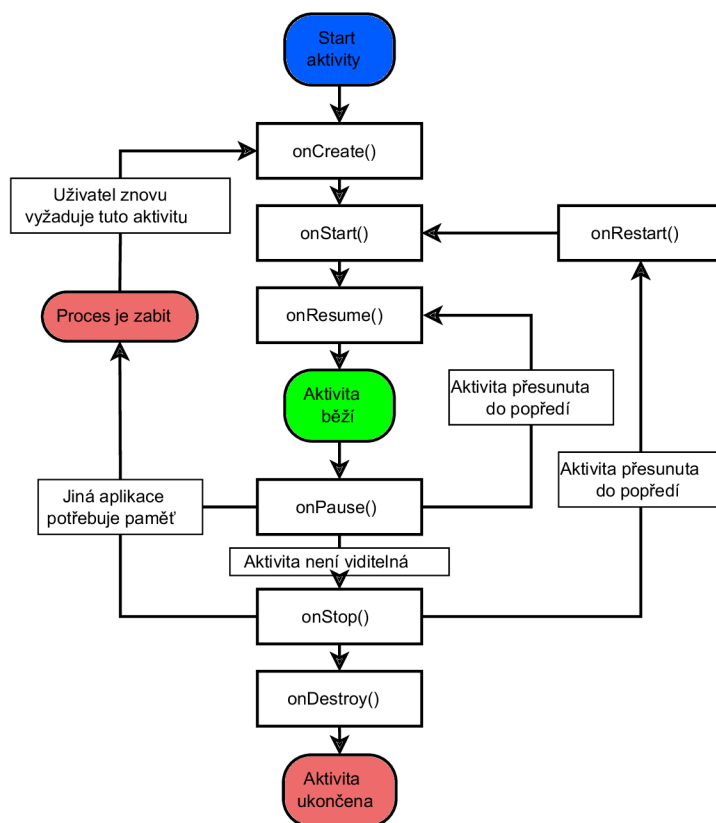 Start
aktivity
onCreate()
Uživatel znovu
vyžaduje tuto aktivitu
onStart()
onRestart()
Proces je zabit
onResume()
Aktivita
běží
Aktivita přesunuta
do popředí
Aktivita přesunuta
do popředí
Jiná aplikace
potřebuje paměť
onPause()
Aktivita není viditelná
onStop()
onDestroy()
Aktivita
ukončena